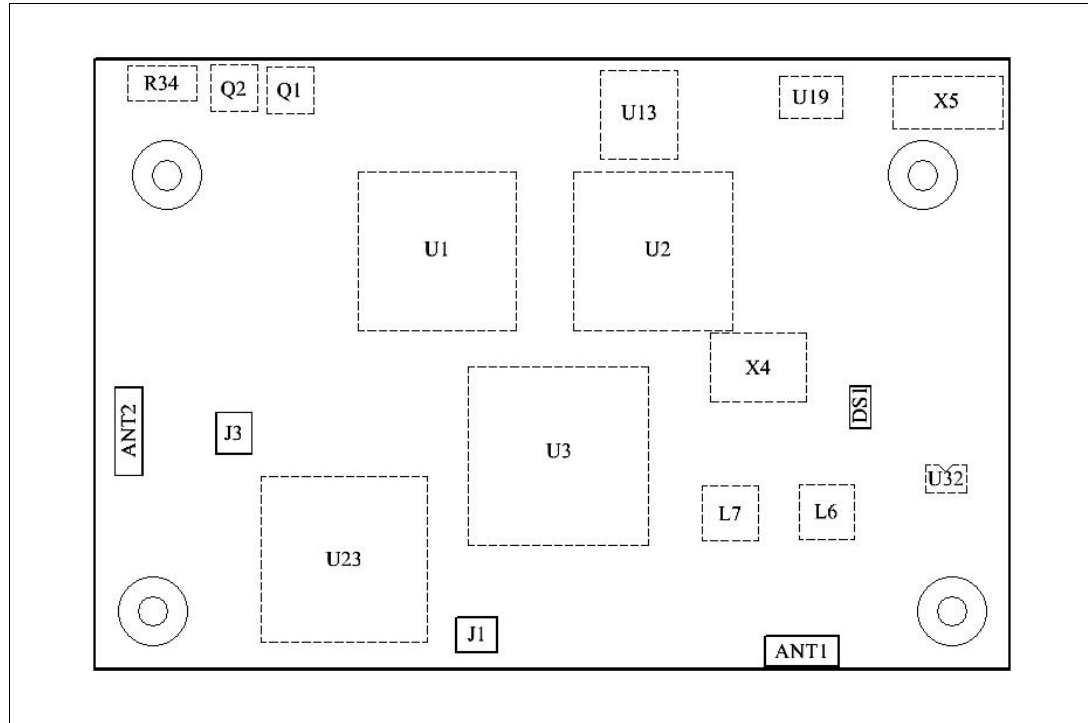 R34 Q2 Q1 U13 U19 X5
U1 U2
X4
ANT2 J3 U3 DS1
U32
L7 L6
U23
J1 ANT1